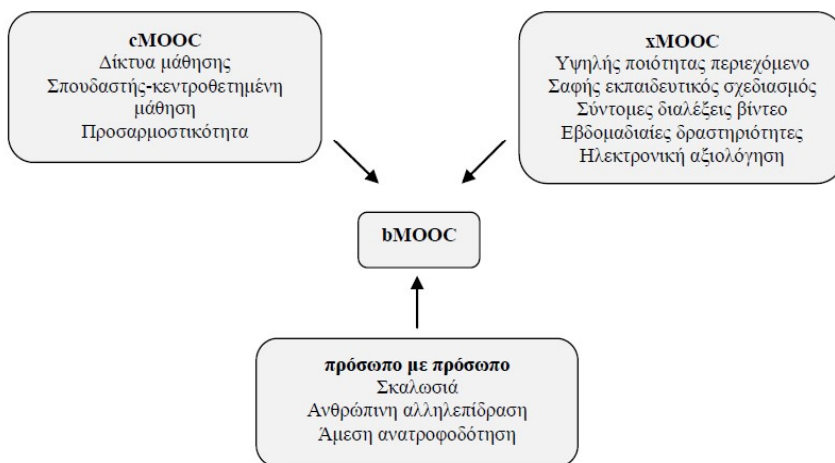 cMOOC
Δίκτυα μάθησης
Σπουδαστής-κεντροθετημένη
μάθηση
Προσαρμοστικότητα
xMOOC
Υψηλής ποιότητας περιεχόμενο
Σαφής εκπαιδευτικός σχεδιασμός
Σύντομες διαλέξεις βίντεο
Εβδομαδιαίες δραστηριότητες
Ηλεκτρονική αξιολόγηση
bMOOC
πρόσωπο με πρόσωπο
Σκαλωσιά
Ανθρώπινη αλληλεπίδραση
Άμεση ανατροφοδότηση